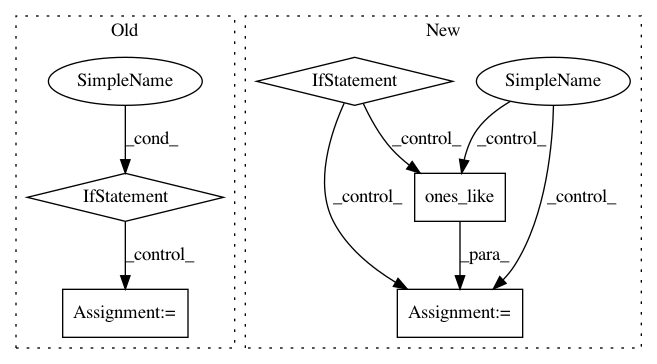 Old
New
SimpleName
IfStatement
SimpleName
_cond_
_control_
_control_
IfStatement
_control_
_control_
ones_like
_control_
_para_
Assignment:=
Assignment:=